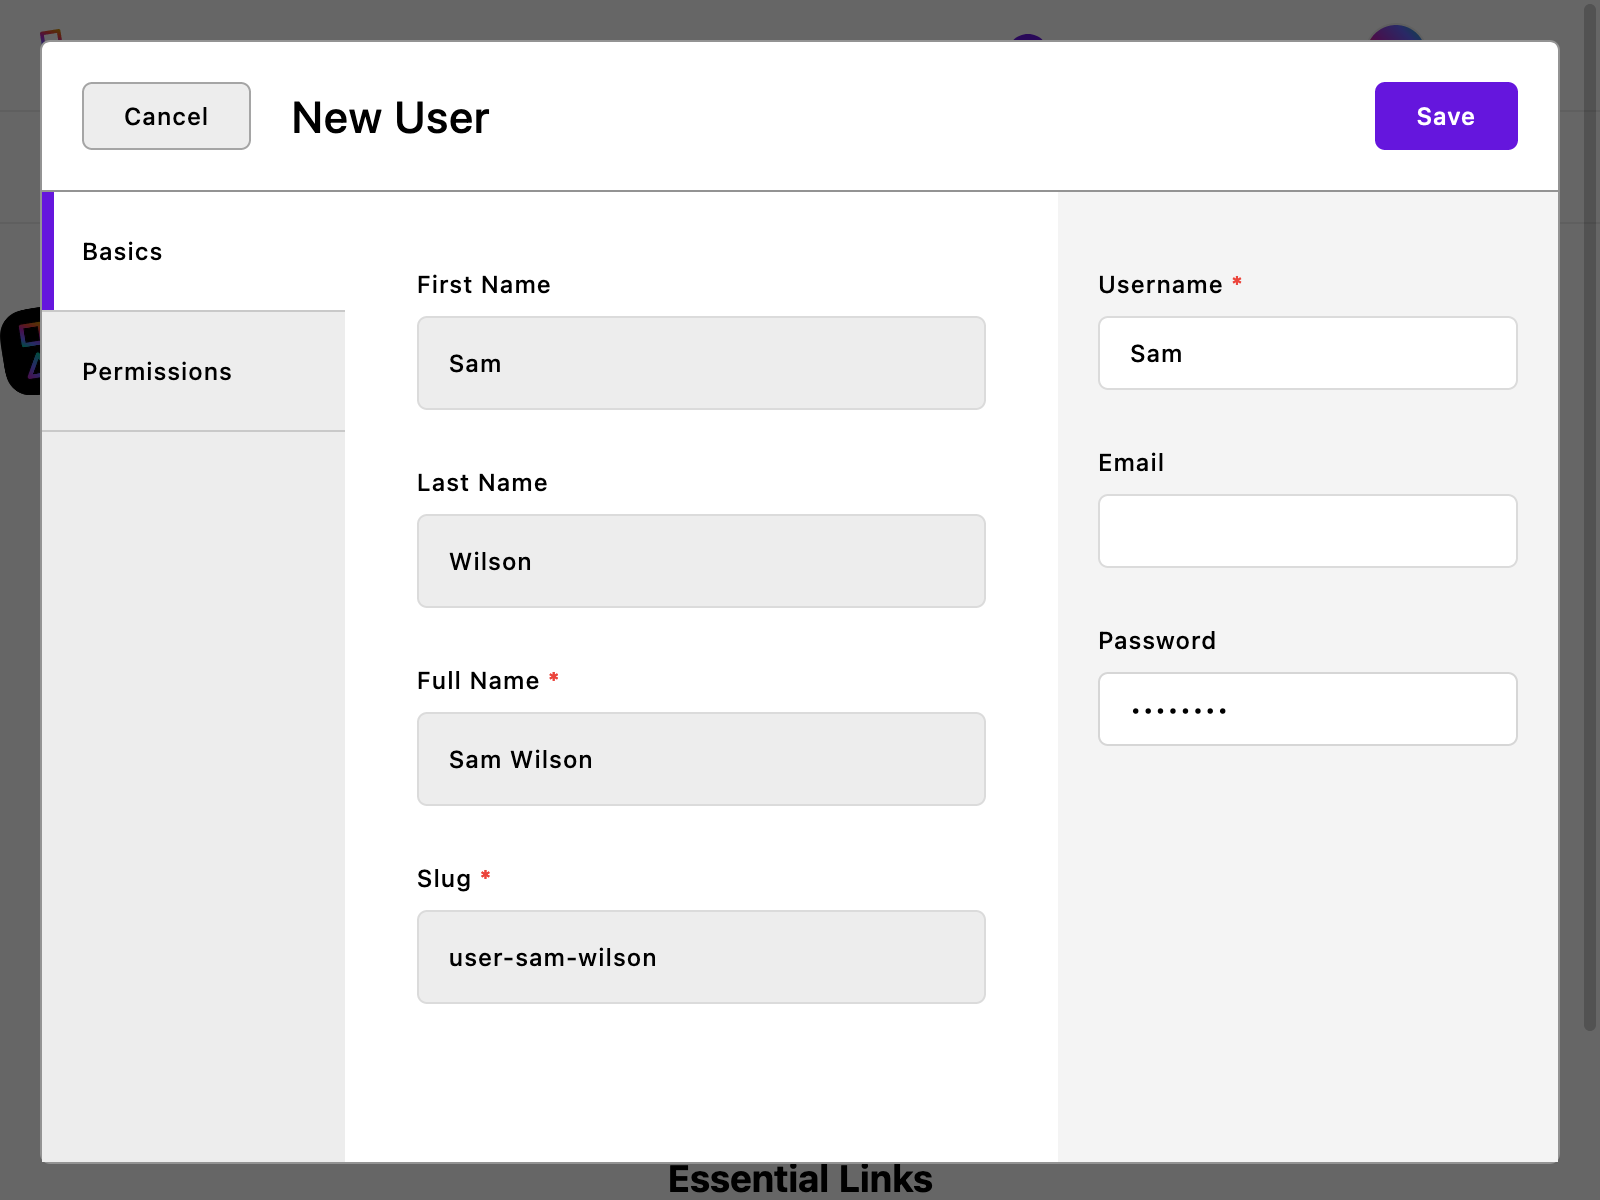 Cancel
New User
Save
Basics
Permissions
First Name
Sam
Last Name
Wilson
Full Name *
Sam Wilson
Slug *
user-sam-wilson
Username *
Sam
Email
Password
••••••••
Essential Links